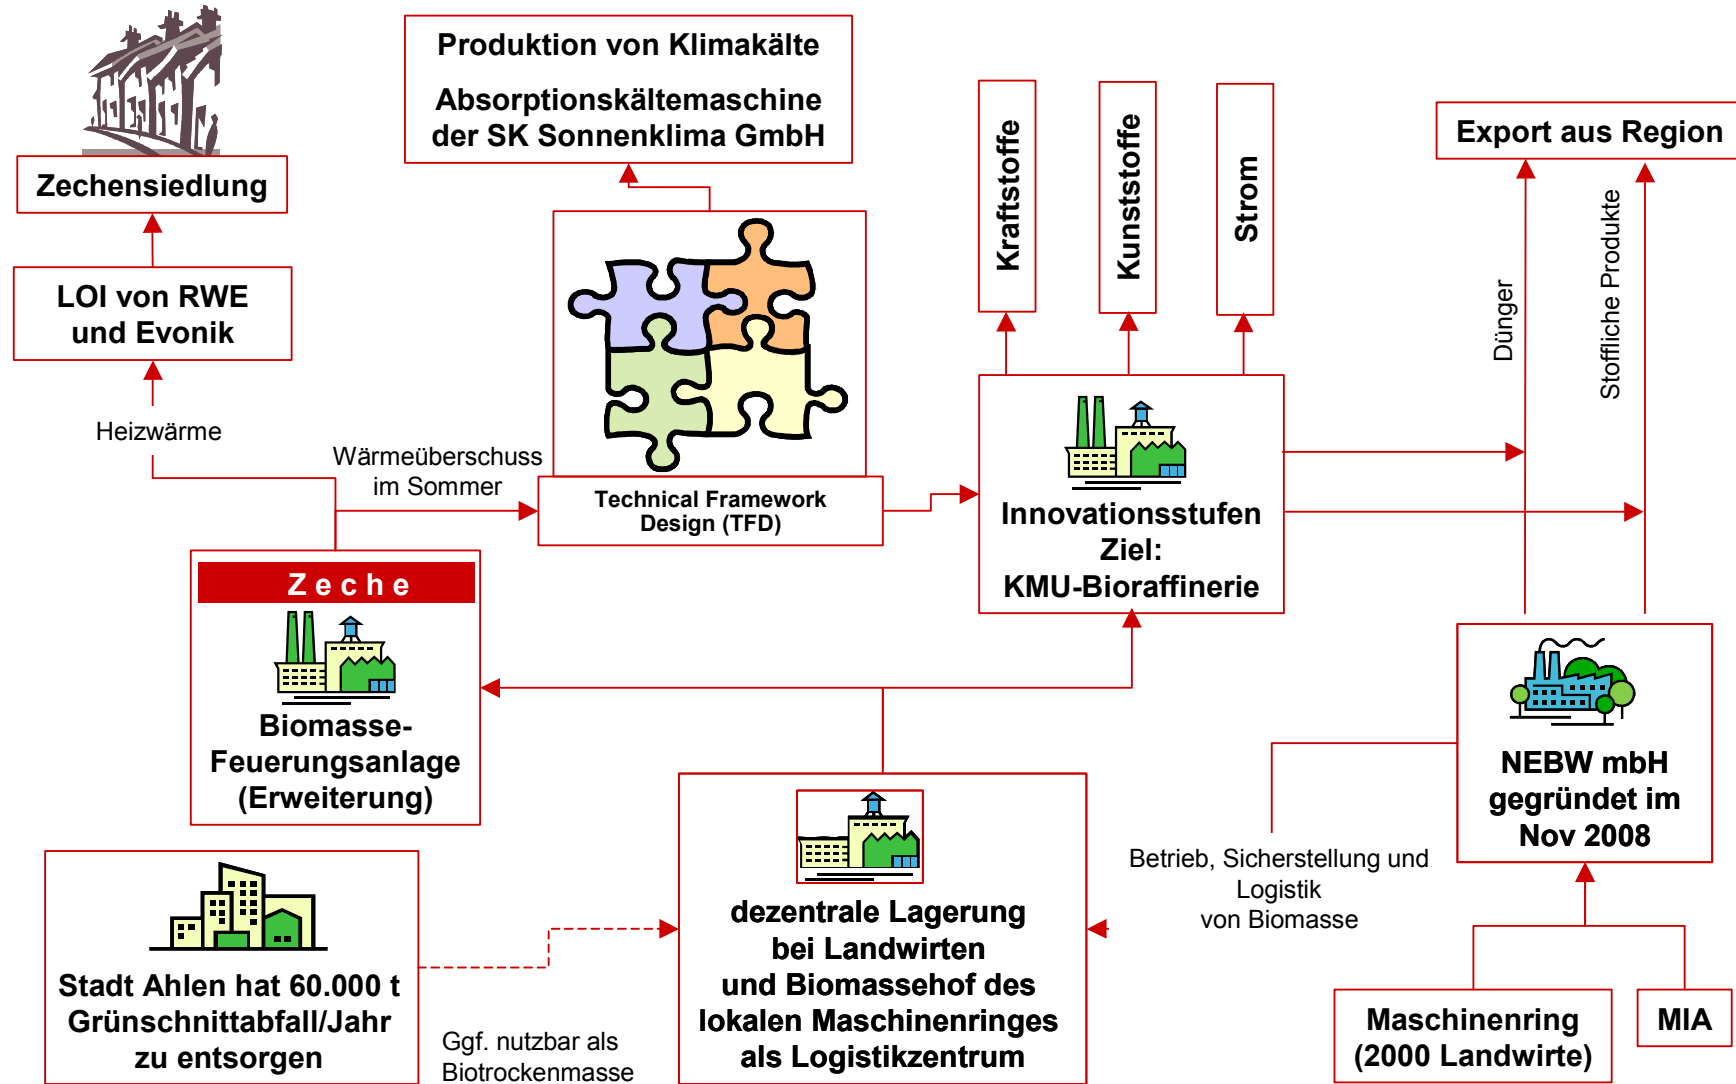 Produktion von Klimakälte
Absorptionskältemaschine
der SK Sonnenklima GmbH
Zechensiedlung
LOI von RWE
und Evonik
Heizwärme
Wärmeüberschuss
im Sommer
Technical Framework
Design (TFD)
Kraftstoffe
Kunststoffe
Strom
Export aus Region
Dünger
Stoffliche Produkte
Innovationsstufen
Ziel:
KMU-Bioraffinerie
Zeche
Biomasse-
Feuerungsanlage
(Erweiterung)
NEBW mbH
gegründet im
Nov 2008
Betrieb, Sicherstellung und
Logistik
von Biomasse
dezentrale Lagerung
bei Landwirten
und Biomassehof des
lokalen Maschinenringes
als Logistikzentrum
Stadt Ahlen hat 60.000 t
Grünschnittabfall/Jahr
zu entsorgen
Ggf. nutzbar als
Biotrockenmasse
Maschinenring
(2000 Landwirte)
MIA